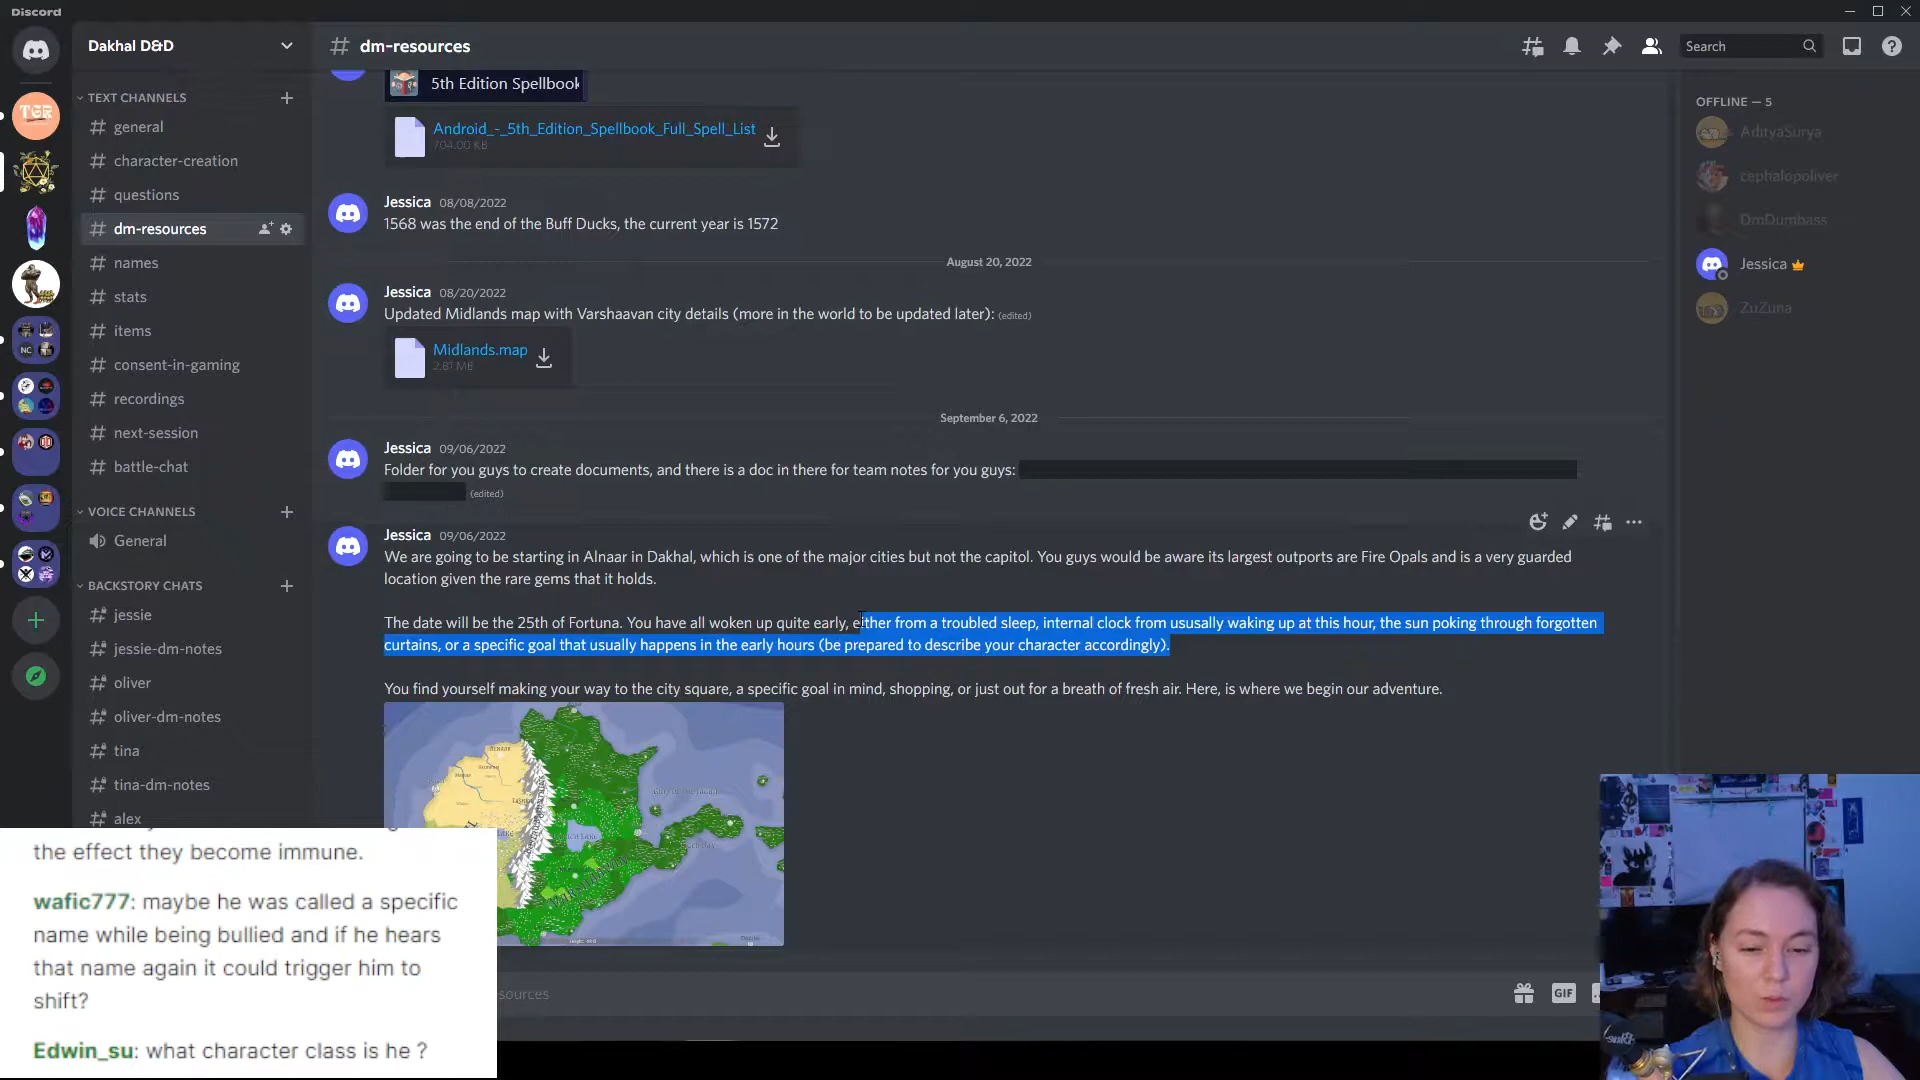 Discord
Dakhal D&D
dm-resources
Search
TGR
TEXT CHANNELS
general
character-creation
questions
dm-resources
names
stats
items
consent-in-gaming
recordings
next-session
battle-chat
VOICE CHANNELS
General
BACKSTORY CHATS
jessie
jessie-dm-notes
oliver
oliver-dm-notes
tina
tina-dm-notes
alex
NC
5th Edition Spellbook
Android_-_5th_Edition_Spellbook_Full_Spell_List
704.00 KB
Jessica 08/08/2022
1568 was the end of the Buff Ducks, the current year is 1572
August 20, 2022
Jessica 08/20/2022
Updated Midlands map with Varshaavan city details (more in the world to be updated later): (edited)
Midlands.map
2.81 MB
September 6, 2022
Jessica 09/06/2022
Folder for you guys to create documents, and there is a doc in there for team notes for you guys:
(edited)
Jessica 09/06/2022
We are going to be starting in Alnaar in Dakhal, which is one of the major cities but not the capitol. You guys would be aware its largest outports are Fire Opals and is a very guarded
location given the rare gems that it holds.
The date will be the 25th of Fortuna. You have all woken up quite early, either from a troubled sleep, internal clock from ususally waking up at this hour, the sun poking through forgotten
curtains, or a specific goal that usually happens in the early hours (be prepared to describe your character accordingly).
You find yourself making your way to the city square, a specific goal in mind, shopping, or just out for a breath of fresh air. Here, is where we begin our adventure.
GIF
OFFLINE — 5
AdityaSurya
cephalopoliver
DmDumbass
Jessica
ZuZuna
the effect they become immune.
wafic777: maybe he was called a specific
name while being bullied and if he hears
that name again it could trigger him to
shift?
Edwin_su: what character class is he ?